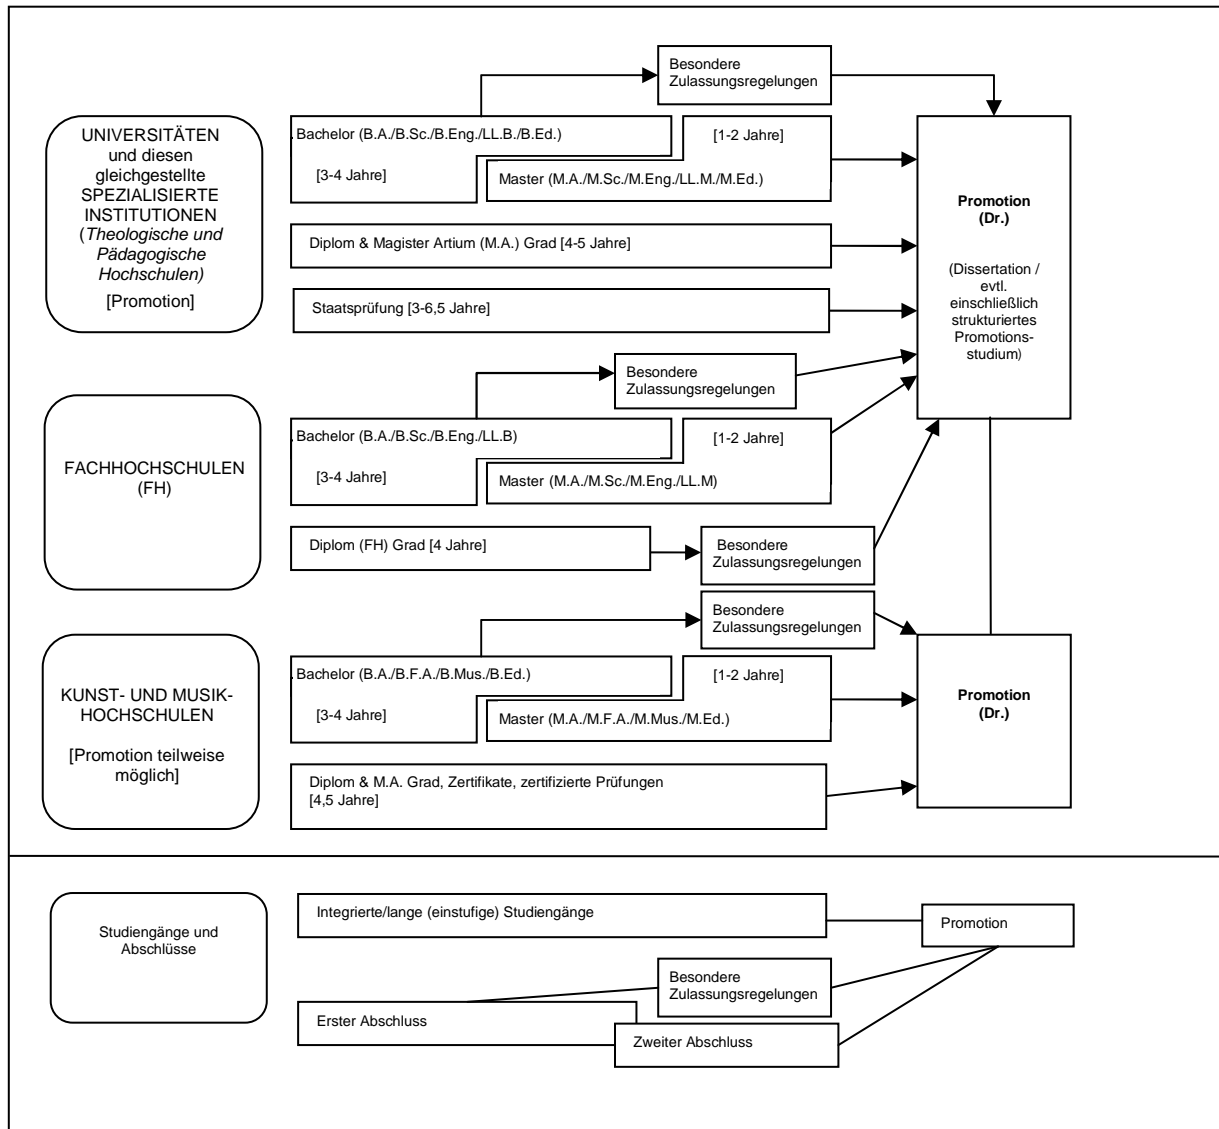 Besondere
Zulassungsregelungen
UNIVERSITÄTEN
und diesen
gleichgestellte
SPEZIALISIERTE
INSTITUTIONEN
(Theologische und
Pädagogische
Hochschulen)
[Promotion]
Bachelor (B.A./B.Sc./B.Eng./LL.B./B.Ed.)
[3-4 Jahre]
[1-2 Jahre]
Master (M.A./M.Sc./M.Eng./LL.M./M.Ed.)
Diplom & Magister Artium (M.A.) Grad [4-5 Jahre]
Staatsprüfung [3-6,5 Jahre]
Promotion
(Dr.)
(Dissertation /
evtl.
einschließlich
strukturiertes
Promotions-
studium)
FACHHOCHSCHULEN
(FH)
Besondere
Zulassungsregelungen
Bachelor (B.A./B.Sc./B.Eng./LL.B)
[3-4 Jahre]
[1-2 Jahre]
Master (M.A./M.Sc./M.Eng./LL.M)
Diplom (FH) Grad [4 Jahre]
Besondere
Zulassungsregelungen
KUNST- UND MUSIK-
HOCHSCHULEN
[Promotion teilweise
möglich]
Besondere
Zulassungsregelungen
Bachelor (B.A./B.F.A./B.Mus./B.Ed.)
[3-4 Jahre]
[1-2 Jahre]
Master (M.A./M.F.A./M.Mus./M.Ed.)
Diplom & M.A. Grad, Zertifikate, zertifizierte Prüfungen
[4,5 Jahre]
Promotion
(Dr.)
Studiengänge und
Abschlüsse
Integrierte/lange (einstufige) Studiengänge
Promotion
Besondere
Zulassungsregelungen
Erster Abschluss
Zweiter Abschluss